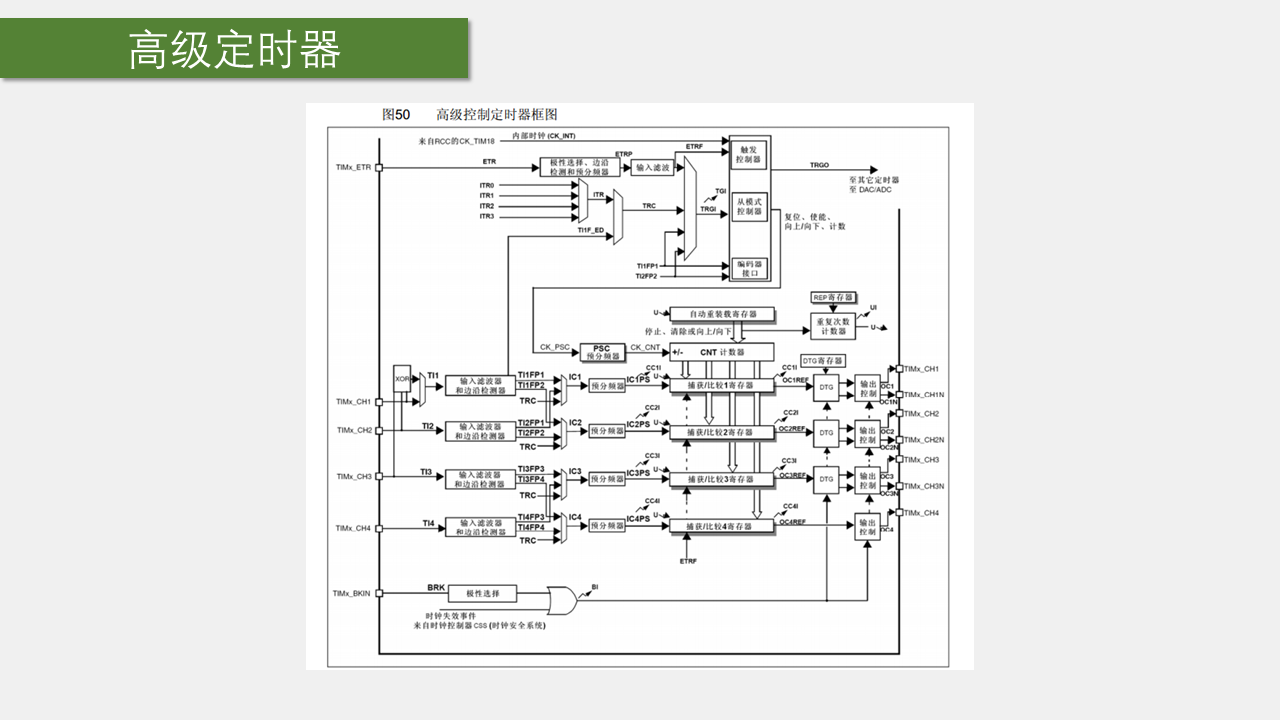 高级定时器
图50 高级控制定时器框图
内部时钟 (CK_INT)
来自RCC的CK_TIM18
触发
控制器
ETRF
ETRP
TIMx_ETR
ETR
极性选择、边沿
检测和预分频器
输入滤波
TRGO
至其它定时器
至 DAC/ADC
ITR0
ITR1
ITR2
ITR3
ITR
TRC
TI1F_ED
TGI
TRGI
从模式
控制器
复位、使能、
向上/向下、计数
TI1FP1
TI2FP2
编码器
接口
REP寄存器
UI
U
自动重装载寄存器
重复次数
计数器
U
停止、清除或向上/向下
CK_PSC
PSC
预分频器
CK_CNT
+/-
CNT 计数器
DTG寄存器
XOR
TI1
输入滤波器
和边沿检测器
TI1FP1
TI1FP2
TRC
IC1
预分频器
IC1PS
CC1I
U
捕获/比较1寄存器
CC1I
OC1REF
DTG
输出
控制
OC1
OC1N
TIMx_CH1
TIMx_CH1N
TIMx_CH1
TIMx_CH2
TI2
输入滤波器
和边沿检测器
TI2FP1
TI2FP2
TRC
IC2
预分频器
IC2PS
CC2I
U
捕获/比较2寄存器
CC2I
OC2REF
DTG
输出
控制
OC2
OC2N
TIMx_CH2
TIMx_CH2N
TIMx_CH3
TI3
输入滤波器
和边沿检测器
TI3FP3
TI3FP4
TRC
IC3
预分频器
IC3PS
CC3I
U
捕获/比较3寄存器
CC3I
OC3REF
DTG
输出
控制
OC3
OC3N
TIMx_CH3
TIMx_CH3N
TIMx_CH4
TI4
输入滤波器
和边沿检测器
TI4FP3
TI4FP4
TRC
IC4
预分频器
IC4PS
CC4I
U
捕获/比较4寄存器
CC4I
OC4REF
输出
控制
OC4
TIMx_CH4
ETRF
TIMx_BKIN
BRK
极性选择
BI
时钟失效事件
来自时钟控制器 CSS (时钟安全系统)